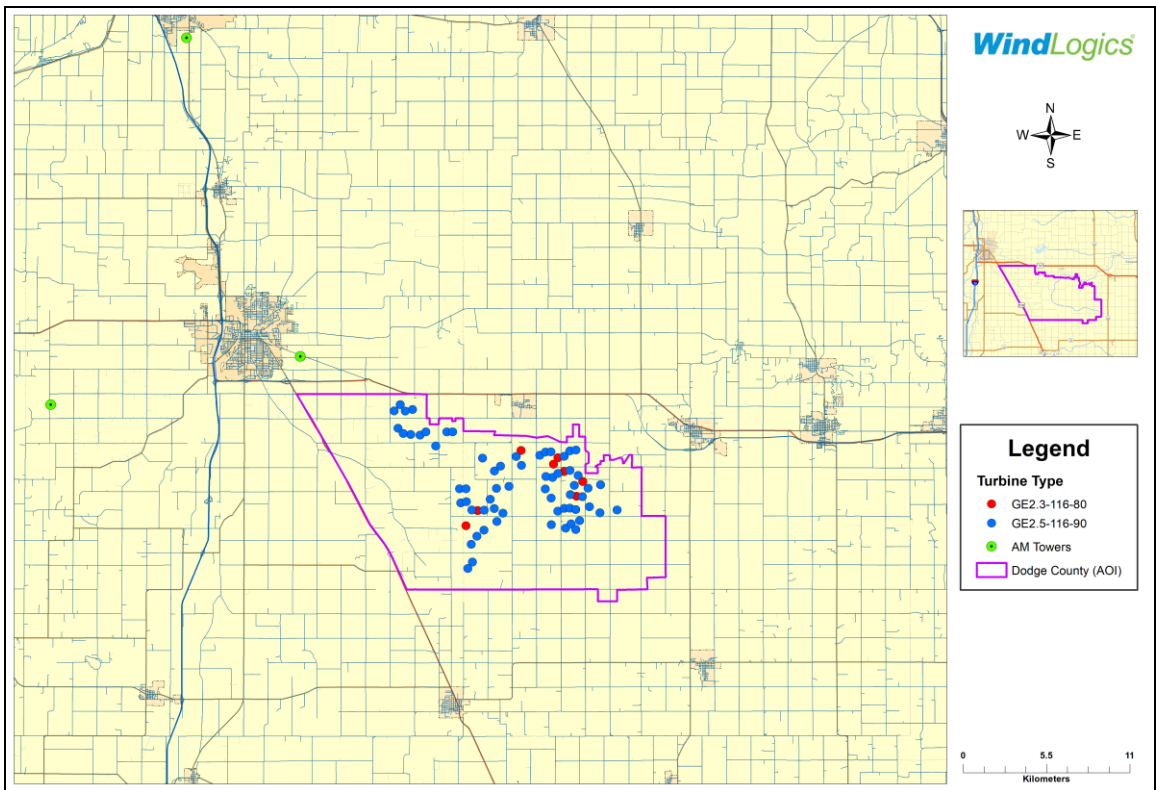 WindLogics
N
W E
S
Legend
Turbine Type
GE2.3-116-80
GE2.5-116-90
AM Towers
Dodge County (AOI)
0 5.5 11
Kilometers